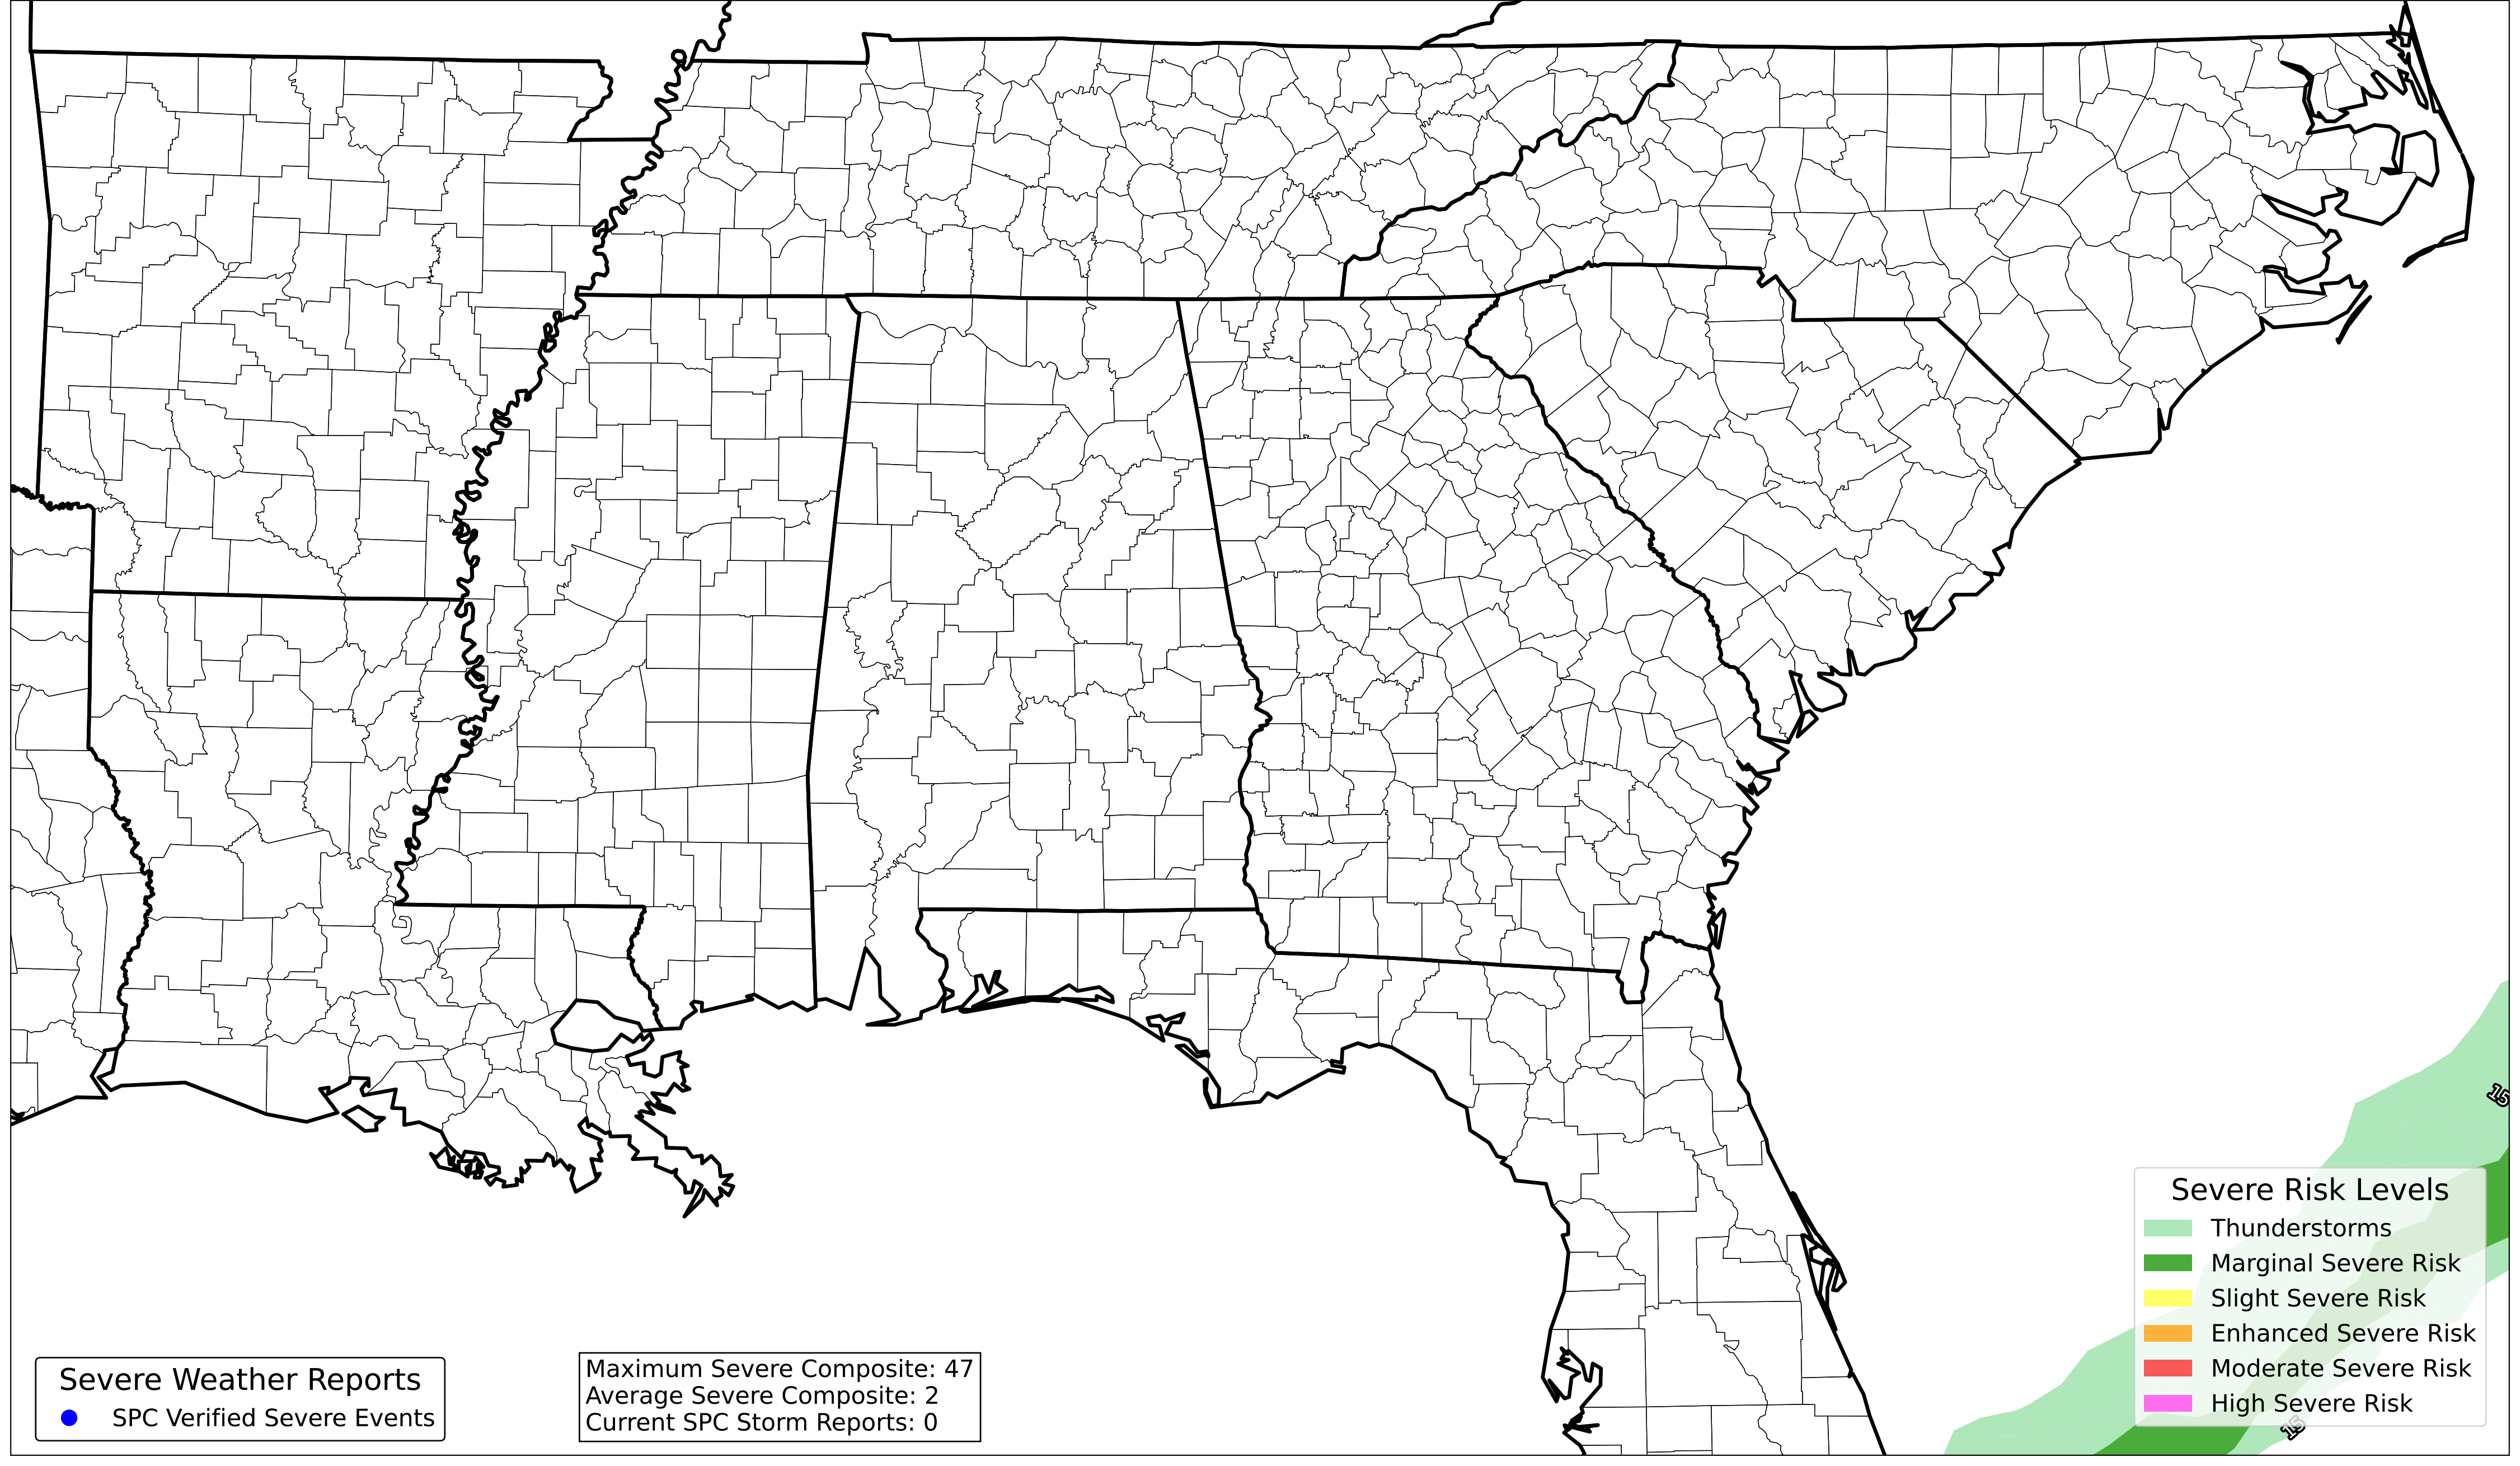 15
Severe Risk Levels
Thunderstorms
Marginal Severe Risk
Slight Severe Risk
Enhanced Severe Risk
Moderate Severe Risk
High Severe Risk
15
Severe Weather Reports
SPC Verified Severe Events
Maximum Severe Composite: 47
Average Severe Composite: 2
Current SPC Storm Reports: 0